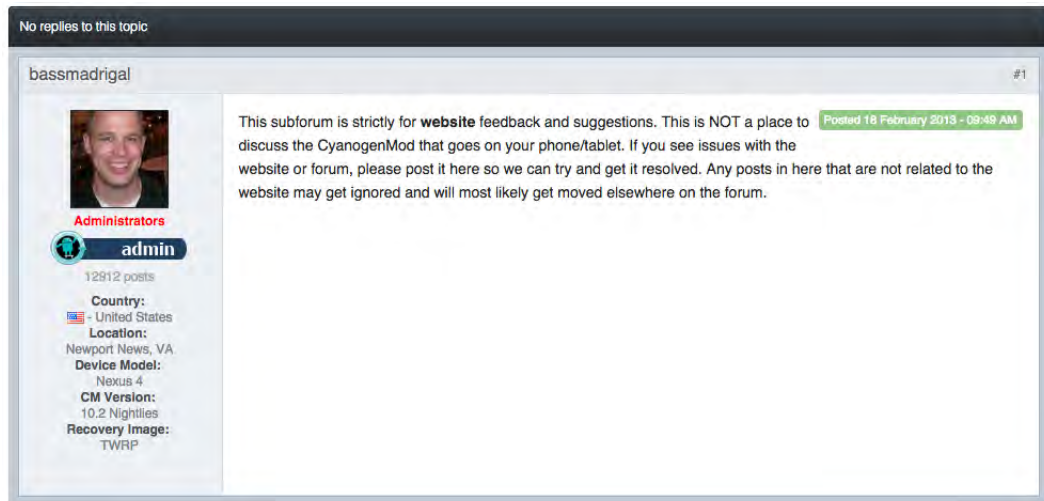 No replies to this topic
bassmadrigal
#1
Administrators
admin
12912 posts
Country:
- United States
Location:
Newport News, VA
Device Model:
Nexus 4
CM Version:
10.2 Nightlies
Recovery Image:
TWRP
Posted 18 February 2013 - 09:49 AM
This subforum is strictly for website feedback and suggestions. This is NOT a place to
discuss the CyanogenMod that goes on your phone/tablet. If you see issues with the
website or forum, please post it here so we can try and get it resolved. Any posts in here that are not related to the
website may get ignored and will most likely get moved elsewhere on the forum.